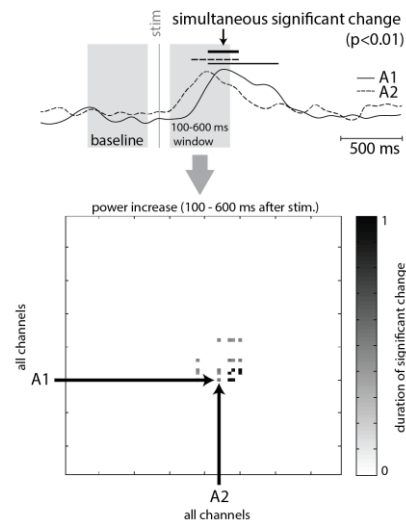 simultaneous significant change
(p<0.01)
stim
A1
A2
baseline
100-600 ms
window
500 ms
power increase (100 - 600 ms after stim.)
1
all channels
A1
duration of significant change
0
A2
all channels